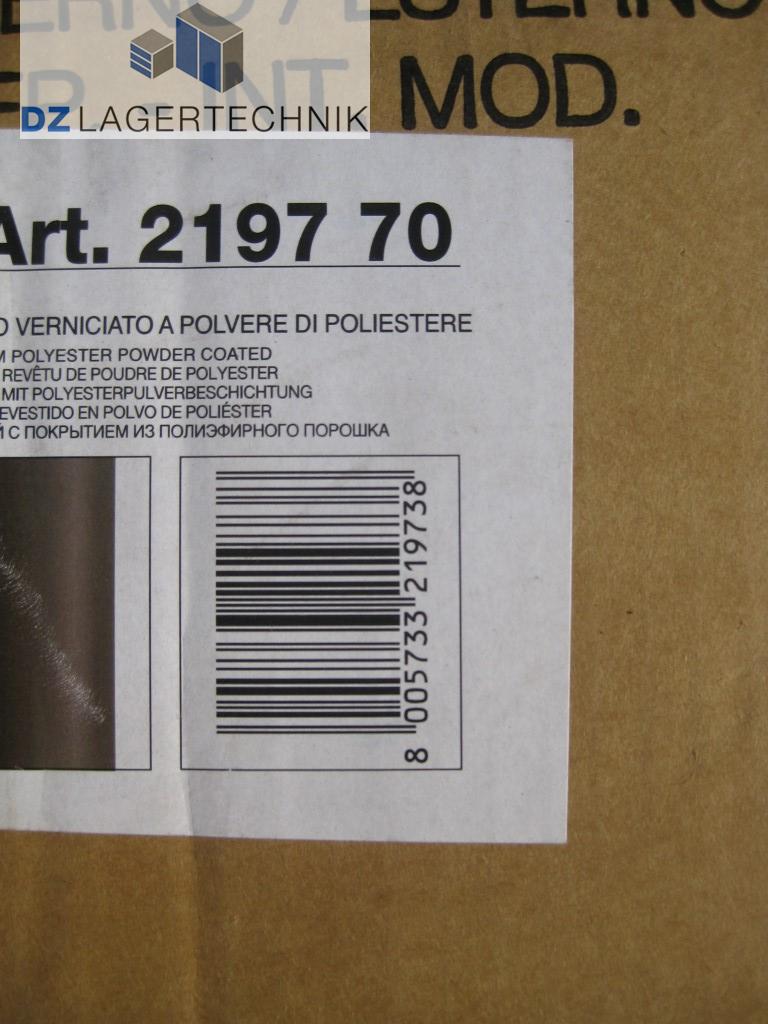 MOD.
DZ LAGERTECHNIK
Art. 2197 70
VERNICIATO A POLVERE DI POLIESTERE
POLYESTER POWDER COATED
REVÊTU DE POUDRE DE POLYESTER
MIT POLYESTERPULVERBESCHICHTUNG
EVESTIDO EN POLVO DE POLIÉSTER
С ПОКРЫТИЕМ ИЗ ПОЛИЭФИРНОГО ПОРОШКА
8 005733 219738